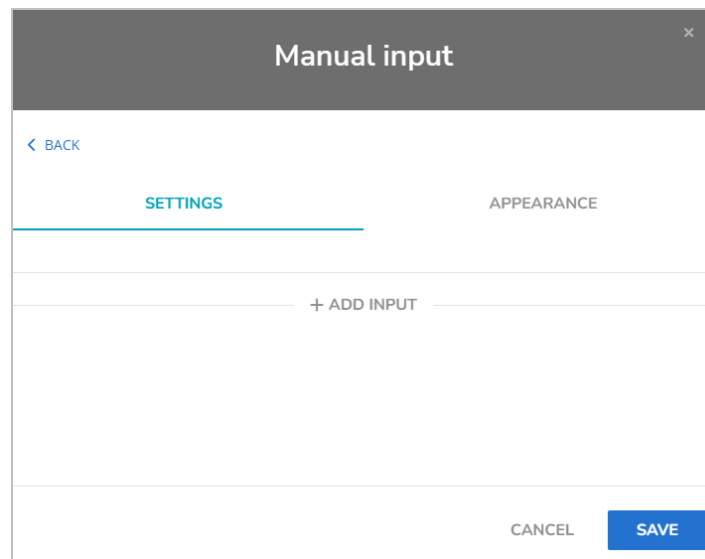 Manual input
×
BACK
SETTINGS
APPEARANCE
+ ADD INPUT
CANCEL
SAVE